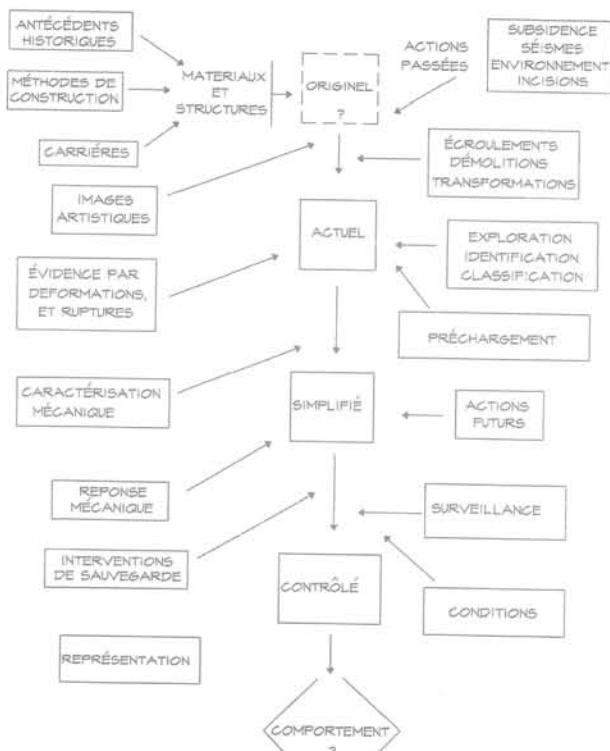 ANTÉCÉDENTS
HISTORIQUES
MÉTHODES DE
CONSTRUCTION
CARRIÉRES
MATERIAUX
ET
STRUCTURES
ORIGINEL
?
ACTIONS
PASSÉES
SUBSIDENCE
SÉISMES
ENVIRONNEMENT
INCISIONS
ÉCROULEMENTS
DÉMOLITIONS
TRANSFORMATIONS
IMAGES
ARTISTIQUES
ACTUEL
EXPLORATION
IDENTIFICATION
CLASSIFICATION
ÉVIDENCE PAR
DEFORMATIONS,
ET RUPTURES
PRÉCHARGEMENT
CARACTÉRISATION
MÉCANIQUE
SIMPLIFIÉ
ACTIONS
FUTURS
REPONSE
MÉCANIQUE
SURVEILLANCE
INTERVENTIONS
DE SAUVEGARDE
CONTRÔLÉ
CONDITIONS
REPRÉSENTATION
COMPORTEMENT
?